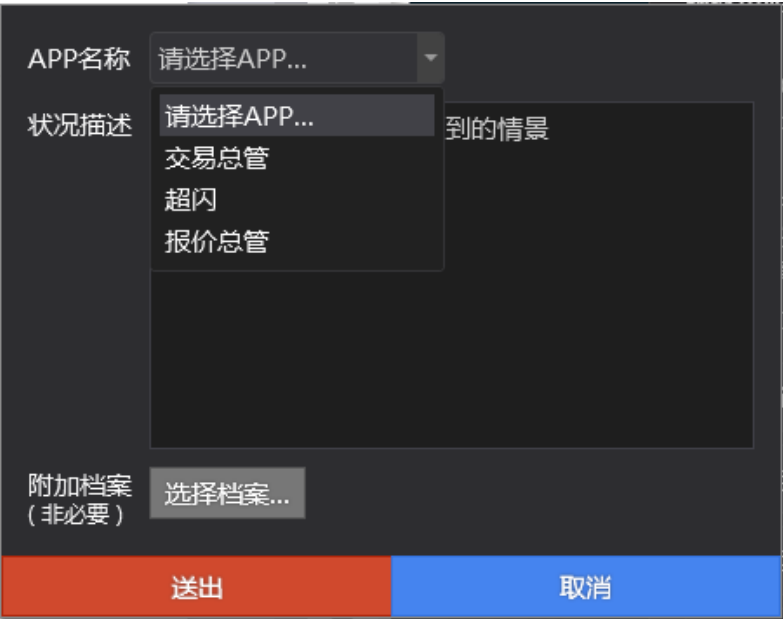 APP名称 请选择APP...
请选择APP...
状况描述 到的情景
交易总管
超闪
报价总管
附加档案 选择档案...
(非必要)
送出 取消